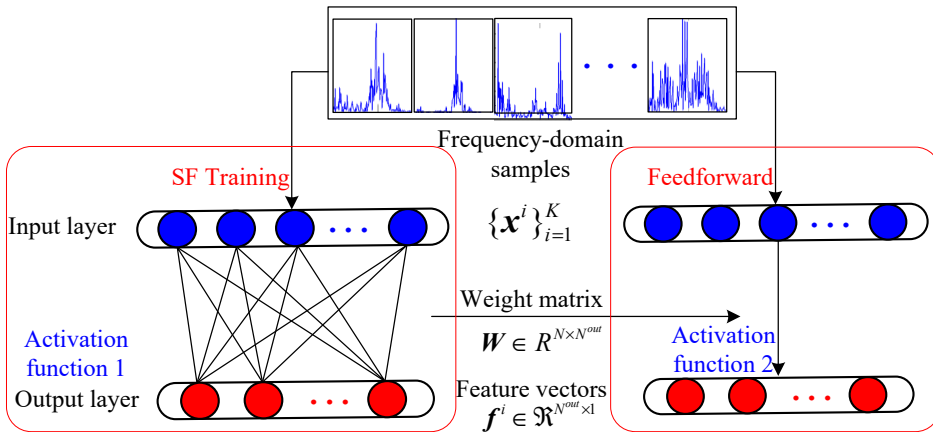 Frequency-domain
samples
SF Training
Feedforward
Input layer
{x^i}_{i=1}^K
Weight matrix
W ∈ R^{N×N^{out}}
Activation
function 1
Activation
function 2
Output layer
Feature vectors
f^i ∈ ℜ^{N^{out}×1}